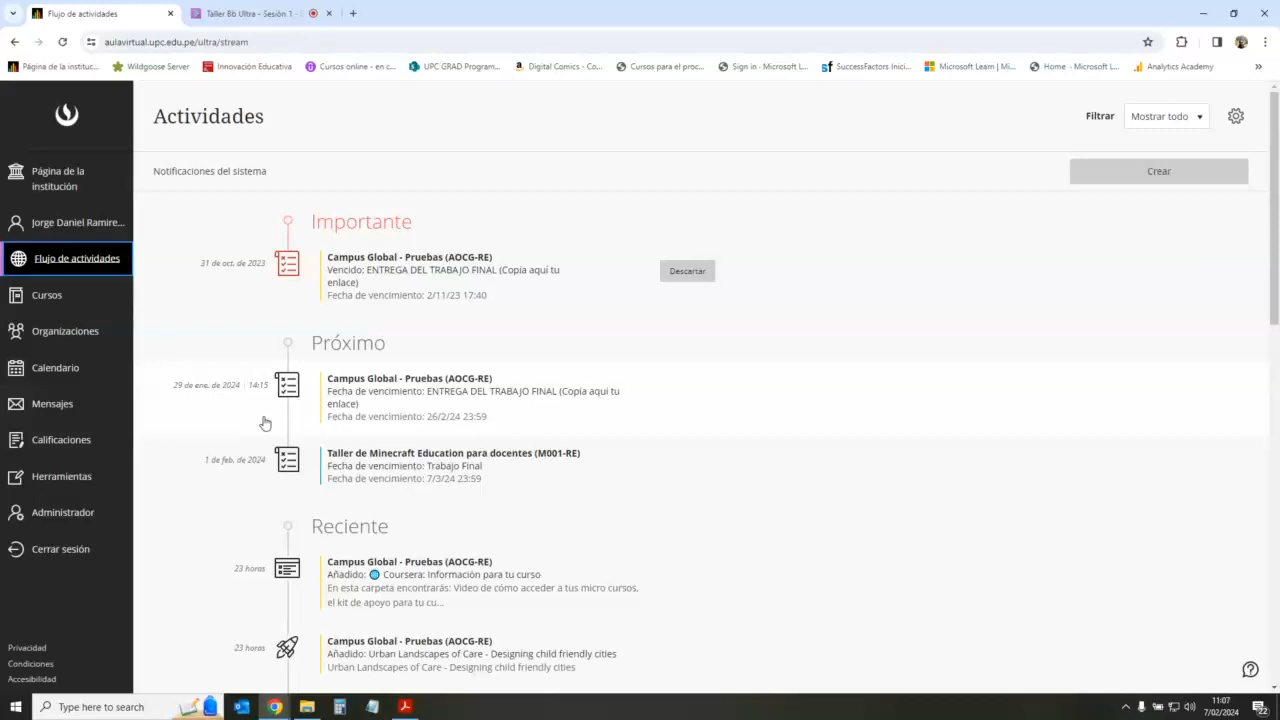 Flujo de actividades
Taller Bb Ultra - Sesión 1 -
aulavirtual.upc.edu.pe/ultra/stream
Página de la instituc...
Wildgoose Server
Innovación Educativa
Cursos online - en c...
UPC GRAD Program...
Digital Comics - Co...
Cursos para el proc...
Sign in · Microsoft L...
SuccessFactors Inici...
Microsoft Learn | Mi...
Home - Microsoft L...
Analytics Academy
»
Página de la
institución
Jorge Daniel Ramire...
Flujo de actividades
Cursos
Organizaciones
Calendario
Mensajes
Calificaciones
Herramientas
Administrador
Cerrar sesión
Privacidad
Condiciones
Accesibilidad
Actividades
Filtrar
Mostrar todo
Notificaciones del sistema
Crear
Importante
31 de oct. de 2023
Campus Global - Pruebas (AOCG-RE)
Vencido: ENTREGA DEL TRABAJO FINAL (Copía aquí tu
enlace)
Fecha de vencimiento: 2/11/23 17:40
Descartar
Próximo
29 de ene. de 2024 | 14:15
Campus Global - Pruebas (AOCG-RE)
Fecha de vencimiento: ENTREGA DEL TRABAJO FINAL (Copía aquí tu
enlace)
Fecha de vencimiento: 26/2/24 23:59
1 de feb. de 2024
Taller de Minecraft Education para docentes (M001-RE)
Fecha de vencimiento: Trabajo Final
Fecha de vencimiento: 7/3/24 23:59
Reciente
23 horas
Campus Global - Pruebas (AOCG-RE)
Añadido: Coursera: Información para tu curso
En esta carpeta encontrarás: Video de cómo acceder a tus micro cursos,
el kit de apoyo para tu cu...
23 horas
Campus Global - Pruebas (AOCG-RE)
Añadido: Urban Landscapes of Care - Designing child friendly cities
Urban Landscapes of Care - Designing child friendly cities
Type here to search
11:07
7/02/2024
22